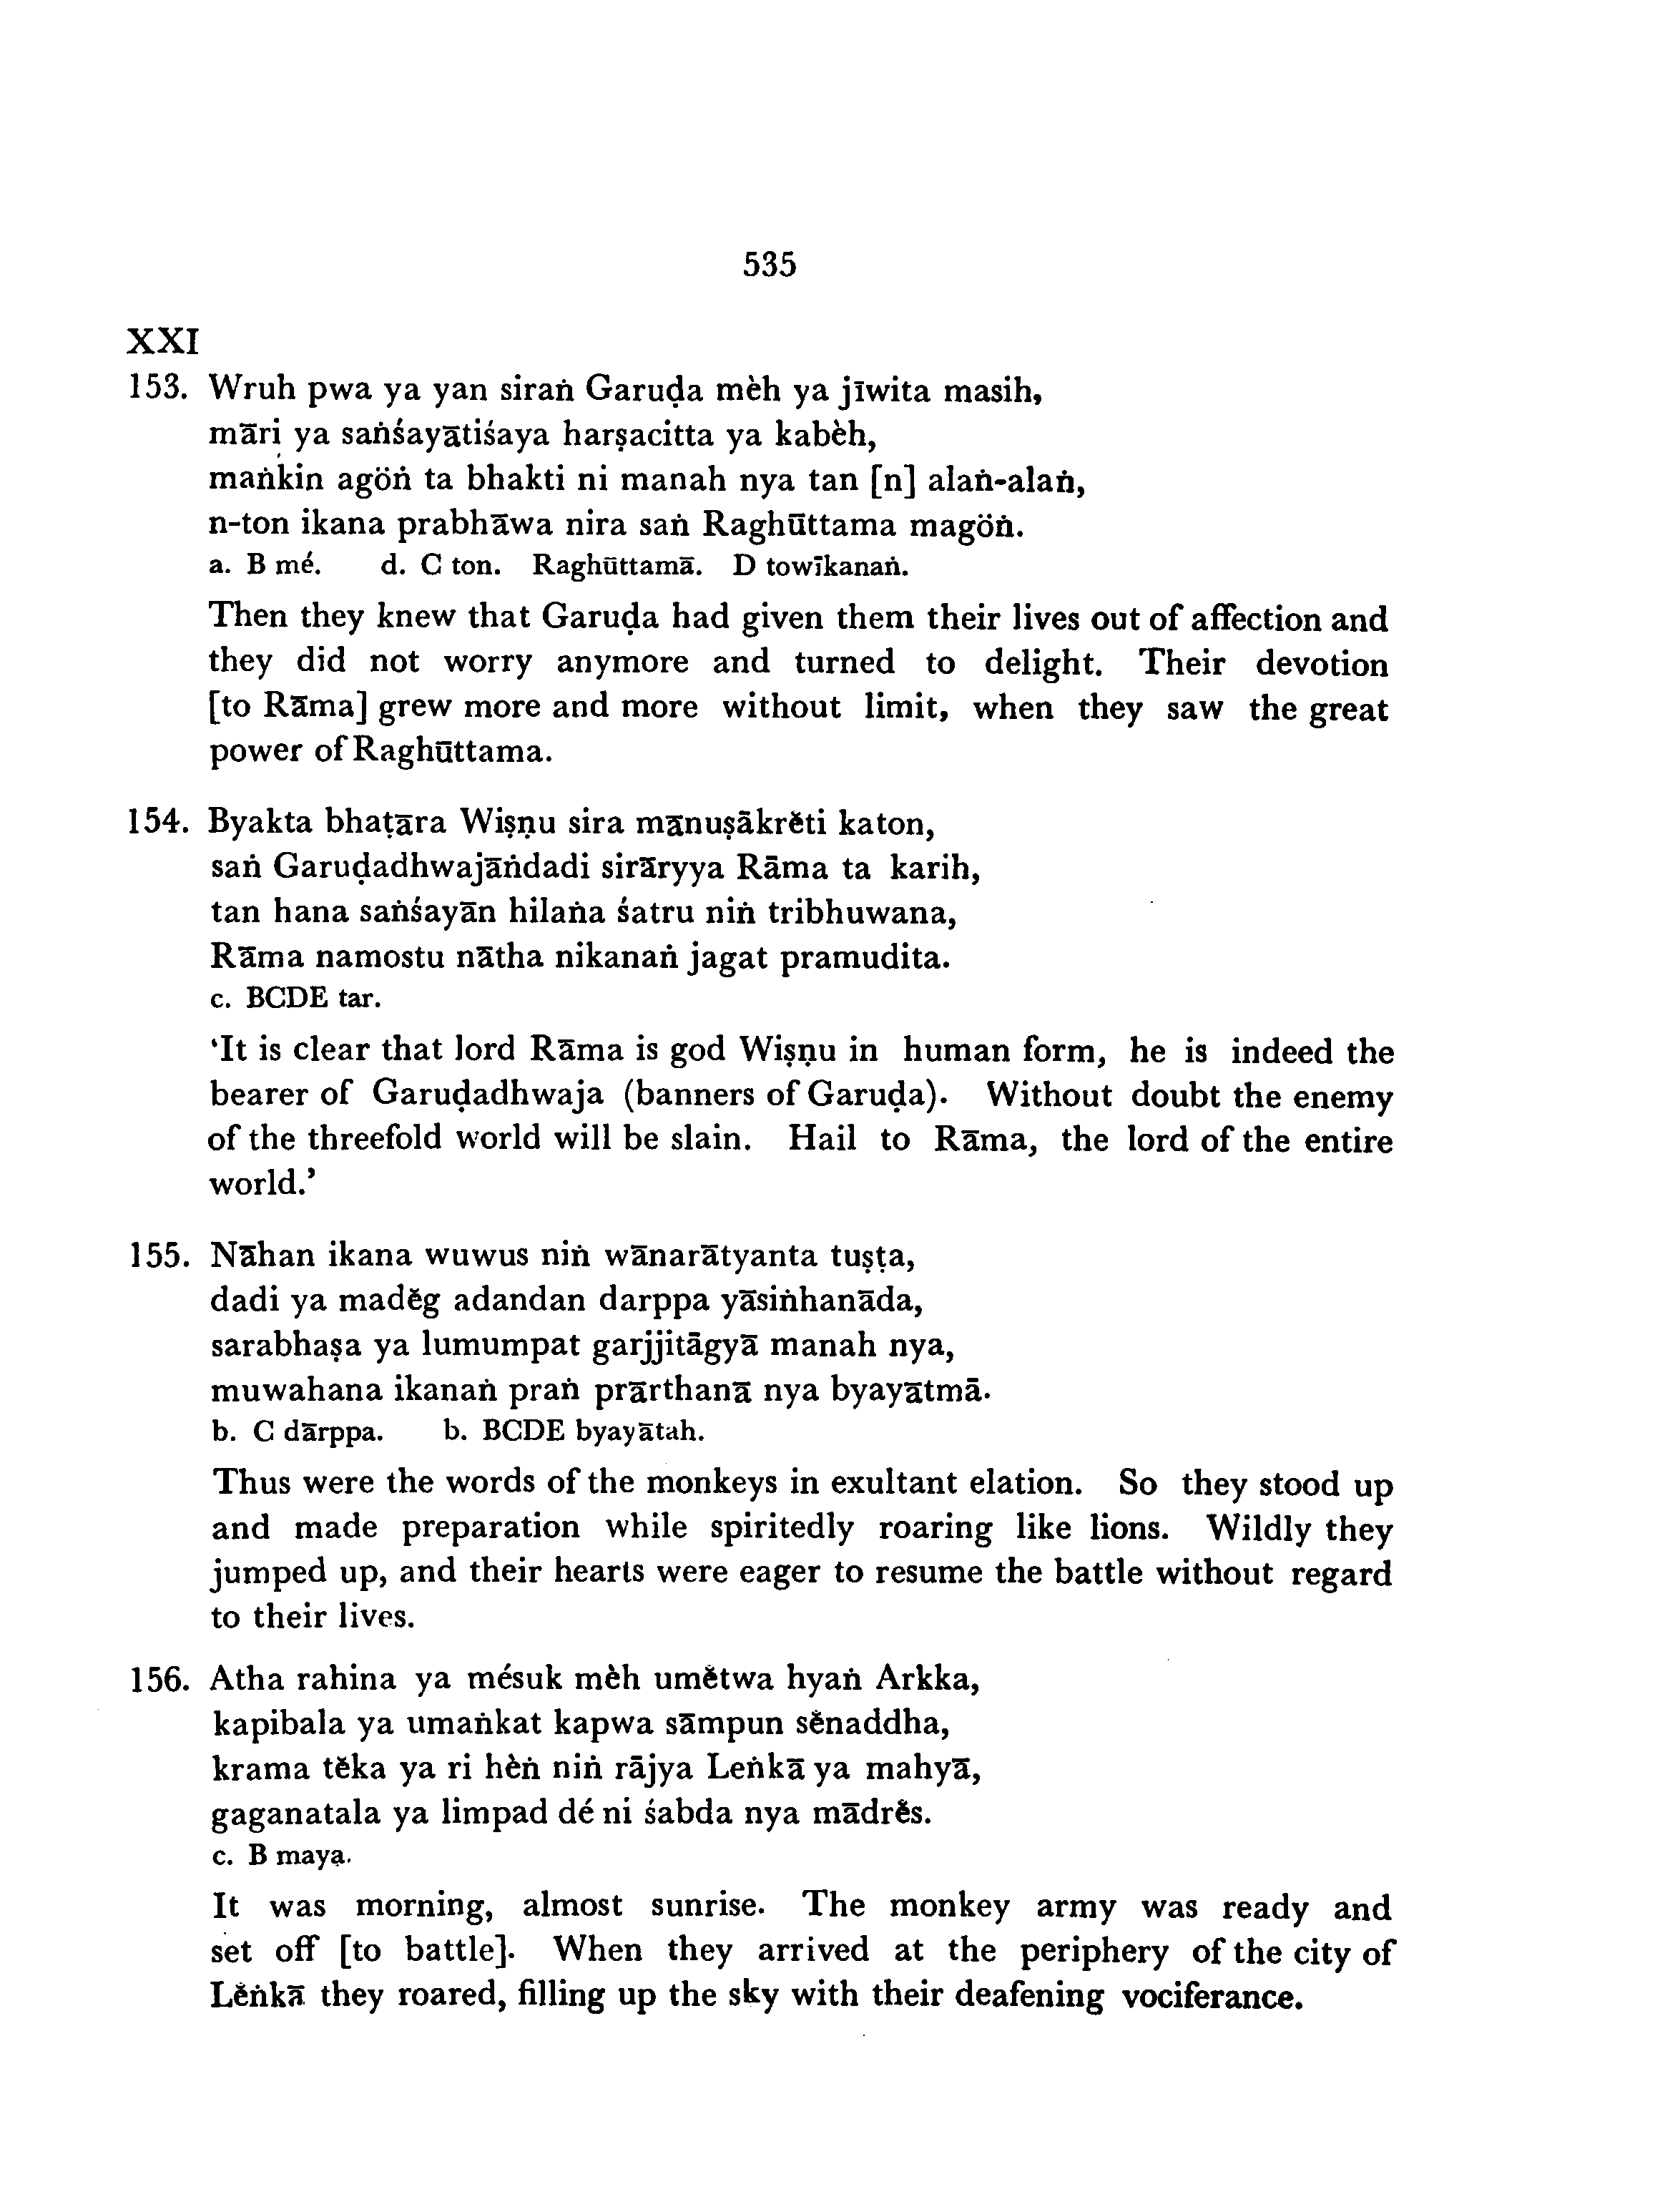 535
XXI
153. Wruh pwa ya yan siraṅ Garuḍa mèh ya jīwita masih,
māri ya saṅśayātiśaya harṣacitta ya kabèh,
maṅkin agöṅ ta bhakti ni manah nya tan [n] alaṅ-alaṅ,
n-ton ikana prabhāwa nira saṅ Raghūttama magöṅ.
a. B mé. d. C ton. Raghūttamā. D towīkanaṅ.
Then they knew that Garuḍa had given them their lives out of affection and
they did not worry anymore and turned to delight. Their devotion
[to Rāma] grew more and more without limit, when they saw the great
power of Raghūttama.
154. Byakta bhaṭāra Wiṣṇu sira mānuṣākrĕti katon,
saṅ Garuḍadhwajāṅdadi sirāryya Rāma ta karih,
tan hana saṅśayān hilaṅa śatru niṅ tribhuwana,
Rāma namostu nātha nikanaṅ jagat pramudita.
c. BCDE tar.
‘It is clear that lord Rāma is god Wiṣṇu in human form, he is indeed the
bearer of Garuḍadhwaja (banners of Garuḍa). Without doubt the enemy
of the threefold world will be slain. Hail to Rāma, the lord of the entire
world.’
155. Nāhan ikana wuwus niṅ wānarātyanta tuṣṭa,
dadi ya madĕg adandan darppa yāsiṅhanāda,
sarabhaṣa ya lumumpat garjjitāgyā manah nya,
muwahana ikanaṅ praṅ prārthanā nya byayātmā.
b. C dārppa. b. BCDE byayātah.
Thus were the words of the monkeys in exultant elation. So they stood up
and made preparation while spiritedly roaring like lions. Wildly they
jumped up, and their hearts were eager to resume the battle without regard
to their lives.
156. Atha rahina ya mésuk mèh umĕtwa hyaṅ Arkka,
kapibala ya umaṅkat kapwa sāmpun sĕnaddha,
krama tĕka ya ri hèṅ niṅ rājya Leṅkā ya mahyā,
gaganatala ya limpad dé ni śabda nya mādrĕs.
c. B mayạ.
It was morning, almost sunrise. The monkey army was ready and
set off [to battle]. When they arrived at the periphery of the city of
Lĕṅkā they roared, filling up the sky with their deafening vociferance.